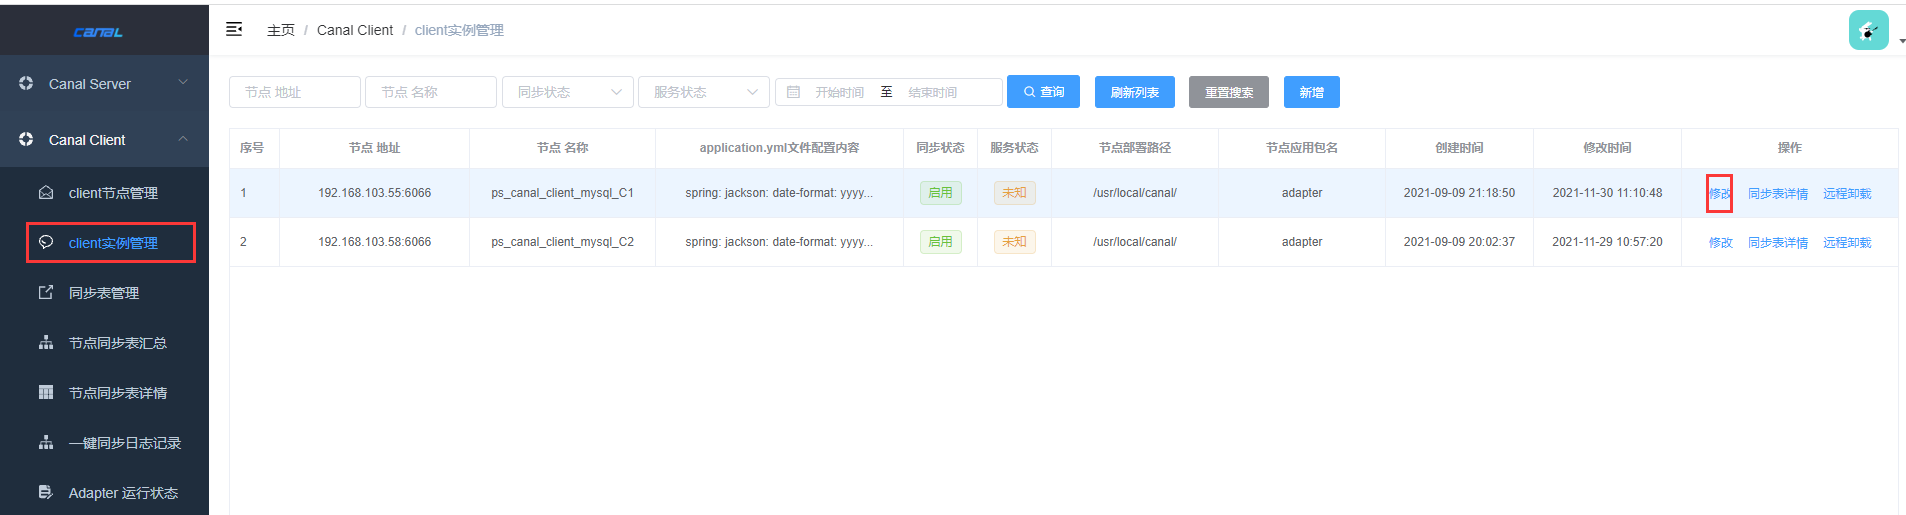 CANAL
主页 / Canal Client / client实例管理
Canal Server
Canal Client
client节点管理
client实例管理
同步表管理
节点同步表汇总
节点同步表详情
一键同步日志记录
Adapter 运行状态
节点 地址 节点 名称 同步状态 服务状态 开始时间 至 结束时间 查询 刷新列表 重置搜索 新增
序号 节点 地址 节点 名称 application.yml文件配置内容 同步状态 服务状态 节点部署路径 节点应用包名 创建时间 修改时间 操作
1 192.168.103.55:6066 ps_canal_client_mysql_C1 spring: jackson: date-format: yyyy... 启用 未知 /usr/local/canal/ adapter 2021-09-09 21:18:50 2021-11-30 11:10:48 修改 同步表详情 远程卸载
2 192.168.103.58:6066 ps_canal_client_mysql_C2 spring: jackson: date-format: yyyy... 启用 未知 /usr/local/canal/ adapter 2021-09-09 20:02:37 2021-11-29 10:57:20 修改 同步表详情 远程卸载